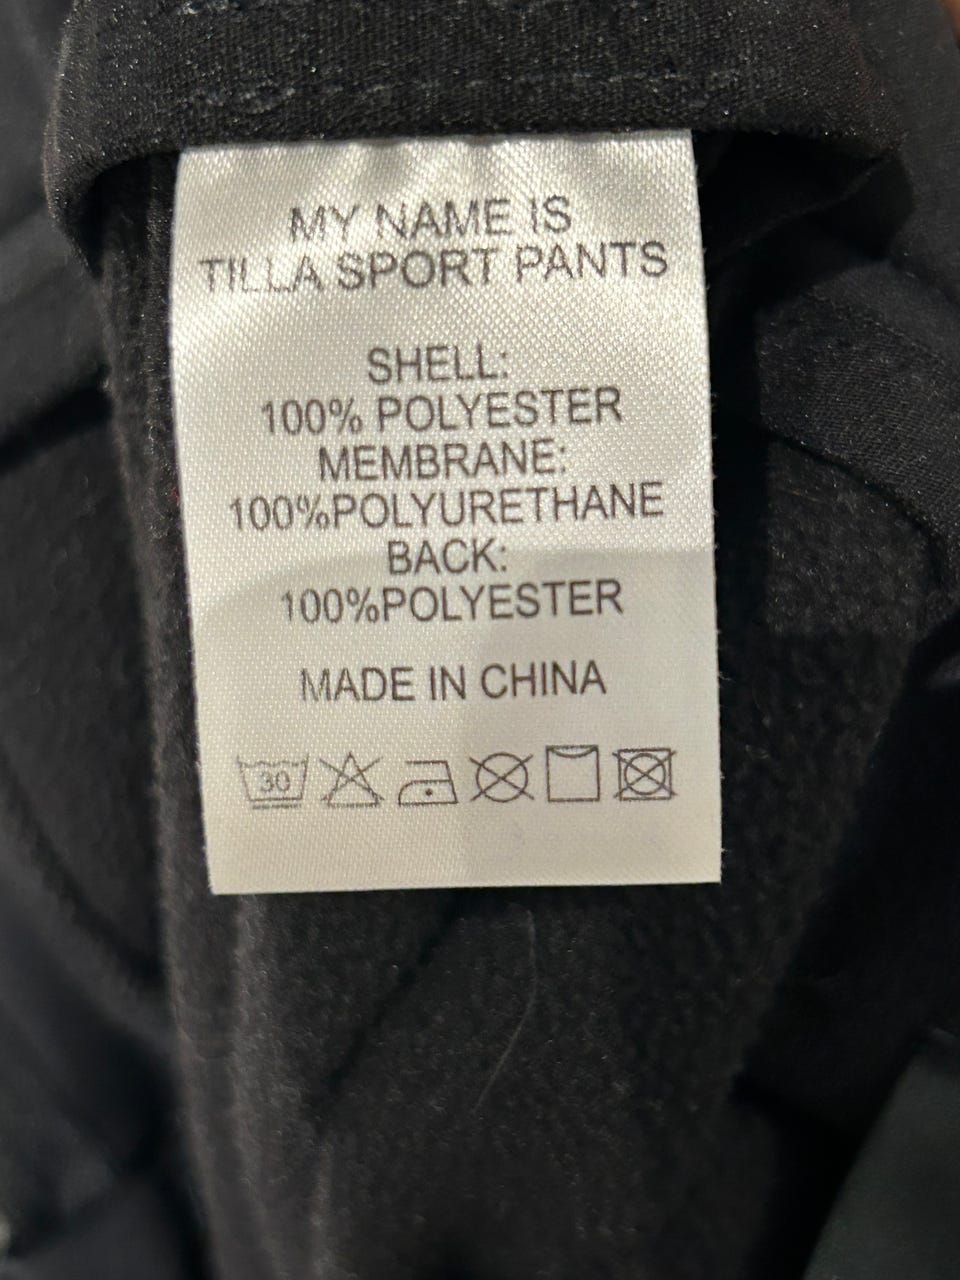 MY NAME IS
TILLA SPORT PANTS
SHELL:
100% POLYESTER
MEMBRANE:
100%POLYURETHANE
BACK:
100%POLYESTER
MADE IN CHINA
30